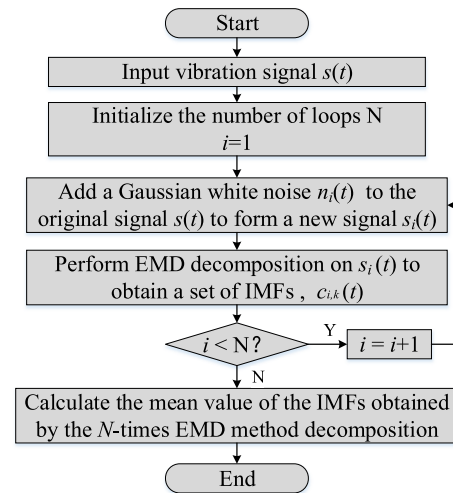 Start
Input vibration signal s(t)
Initialize the number of loops N
i=1
Add a Gaussian white noise nᵢ(t) to the
original signal s(t) to form a new signal sᵢ(t)
Perform EMD decomposition on sᵢ(t) to
obtain a set of IMFs , cᵢ,ₖ(t)
i < N?
Y
i = i+1
N
Calculate the mean value of the IMFs obtained
by the N-times EMD method decomposition
End